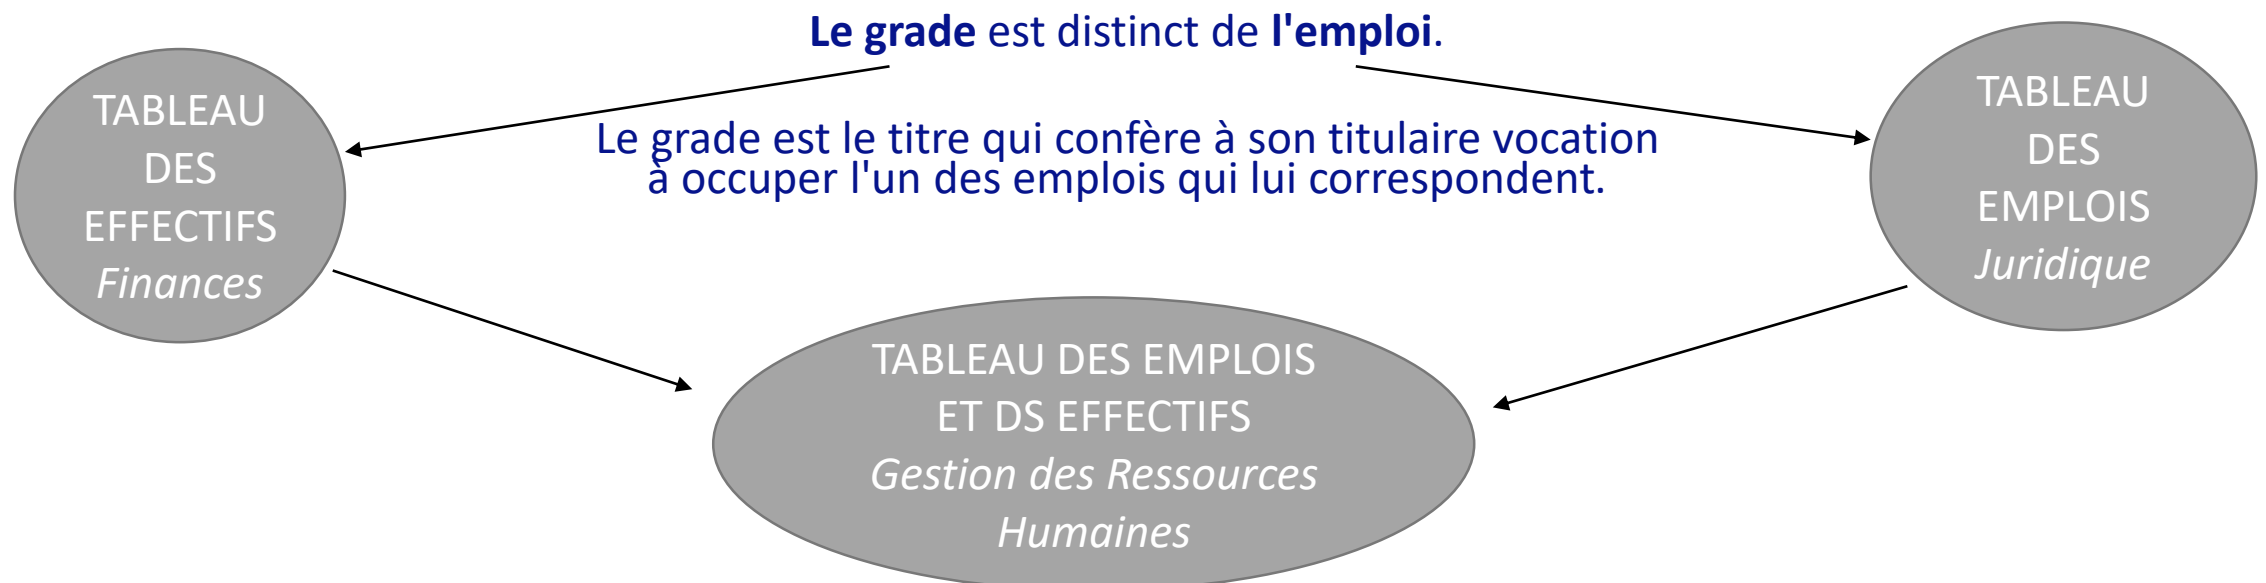 Le grade est distinct de l'emploi.
Le grade est le titre qui confère à son titulaire vocation
à occuper l'un des emplois qui lui correspondent.
TABLEAU
DES
EFFECTIFS
Finances
TABLEAU
DES
EMPLOIS
Juridique
TABLEAU DES EMPLOIS
ET DS EFFECTIFS
Gestion des Ressources
Humaines